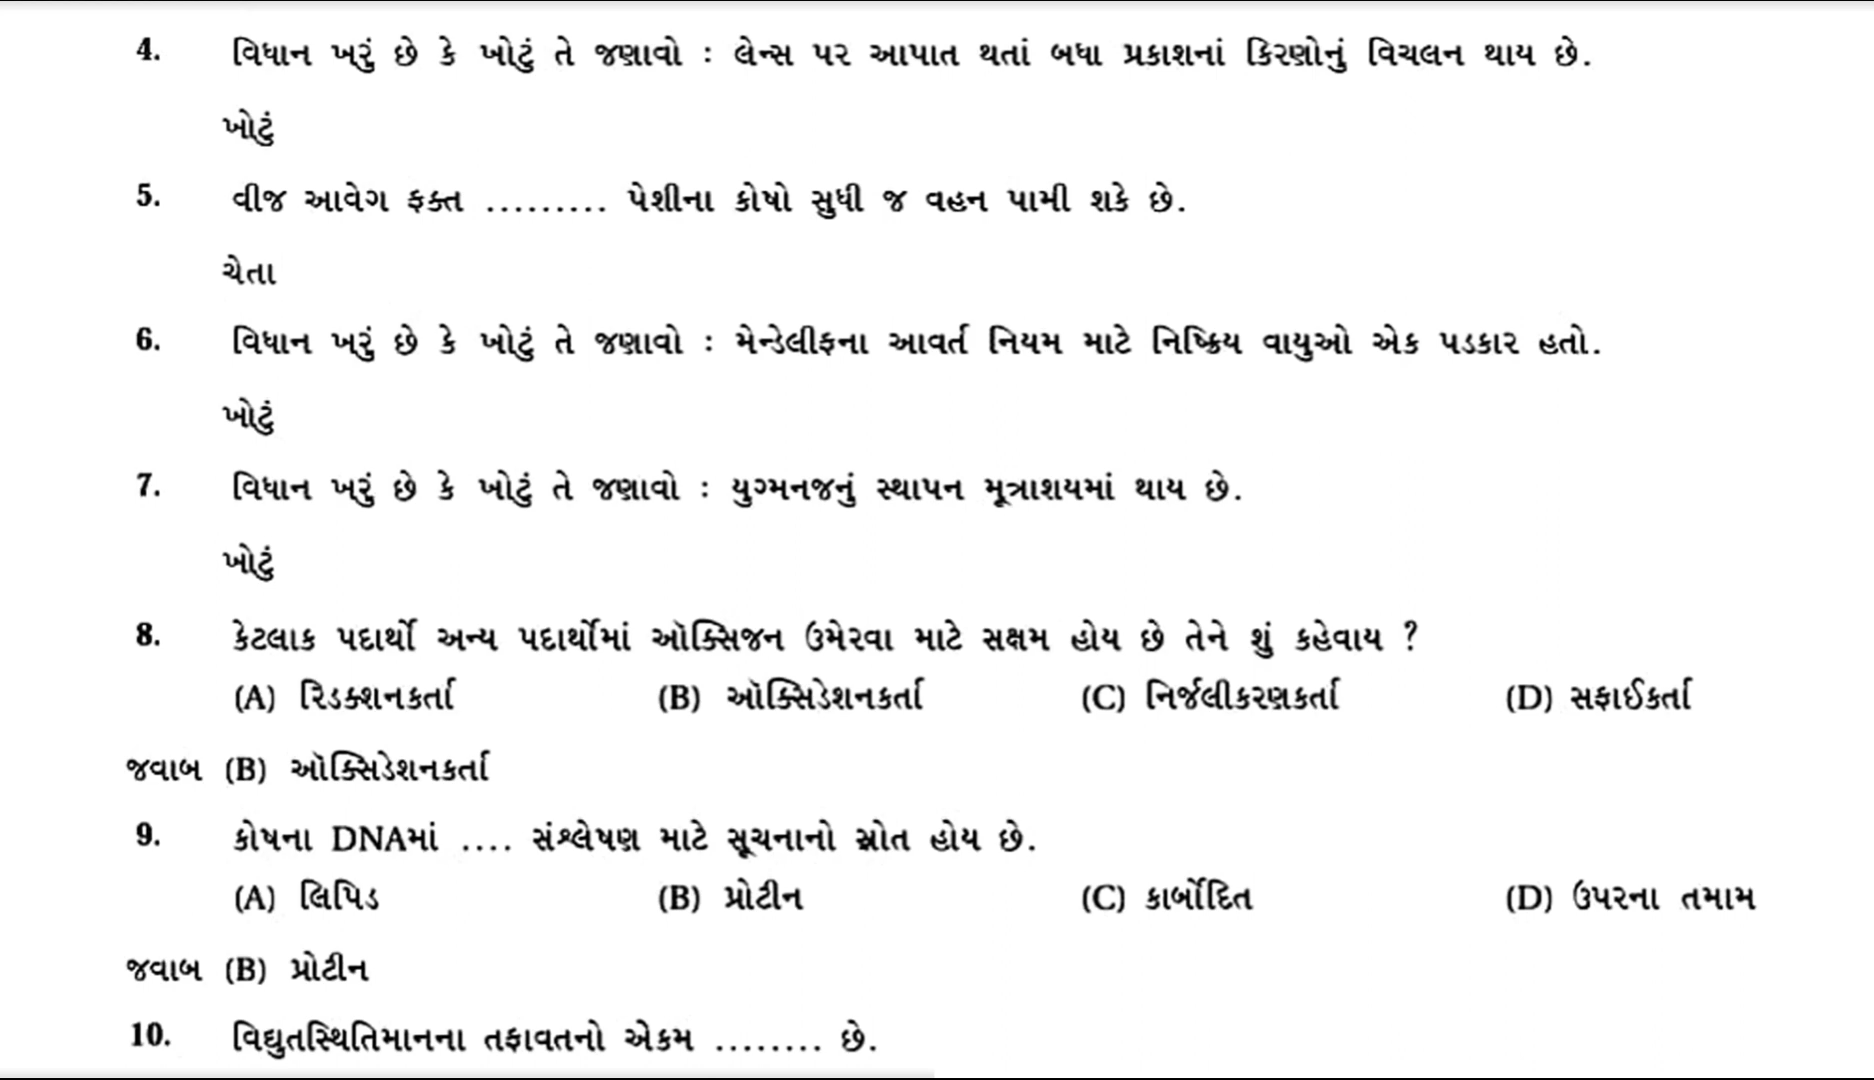 4. વિધાન ખરું છે કે ખોટું તે જણાવો : લેન્સ પર આપાત થતાં બધા પ્રકાશનાં કિરણોનું વિચલન થાય છે.
ખોટું
5. વીજ આવેગ ફક્ત ......... પેશીના કોષો સુધી જ વહન પામી શકે છે.
ચેતા
6. વિધાન ખરું છે કે ખોટું તે જણાવો : મેન્ડેલીફના આવર્ત નિયમ માટે નિષ્ક્રિય વાયુઓ એક પડકાર હતો.
ખોટું
7. વિધાન ખરું છે કે ખોટું તે જણાવો : યુગ્મનજનું સ્થાપન મૂત્રાશયમાં થાય છે.
ખોટું
8. કેટલાક પદાર્થો અન્ય પદાર્થોમાં ઑક્સિજન ઉમેરવા માટે સક્ષમ હોય છે તેને શું કહેવાય ?
(A) રિડક્શનકર્તા (B) ઑક્સિડેશનકર્તા (C) નિર્જલીકરણકર્તા (D) સફાઈકર્તા
જવાબ (B) ઑક્સિડેશનકર્તા
9. કોષના DNAમાં .... સંશ્લેષણ માટે સૂચનાનો સ્રોત હોય છે.
(A) લિપિડ (B) પ્રોટીન (C) કાર્બોદિત (D) ઉપરના તમામ
જવાબ (B) પ્રોટીન
10. વિદ્યુતસ્થિતિમાનના તફાવતનો એકમ ........ છે.